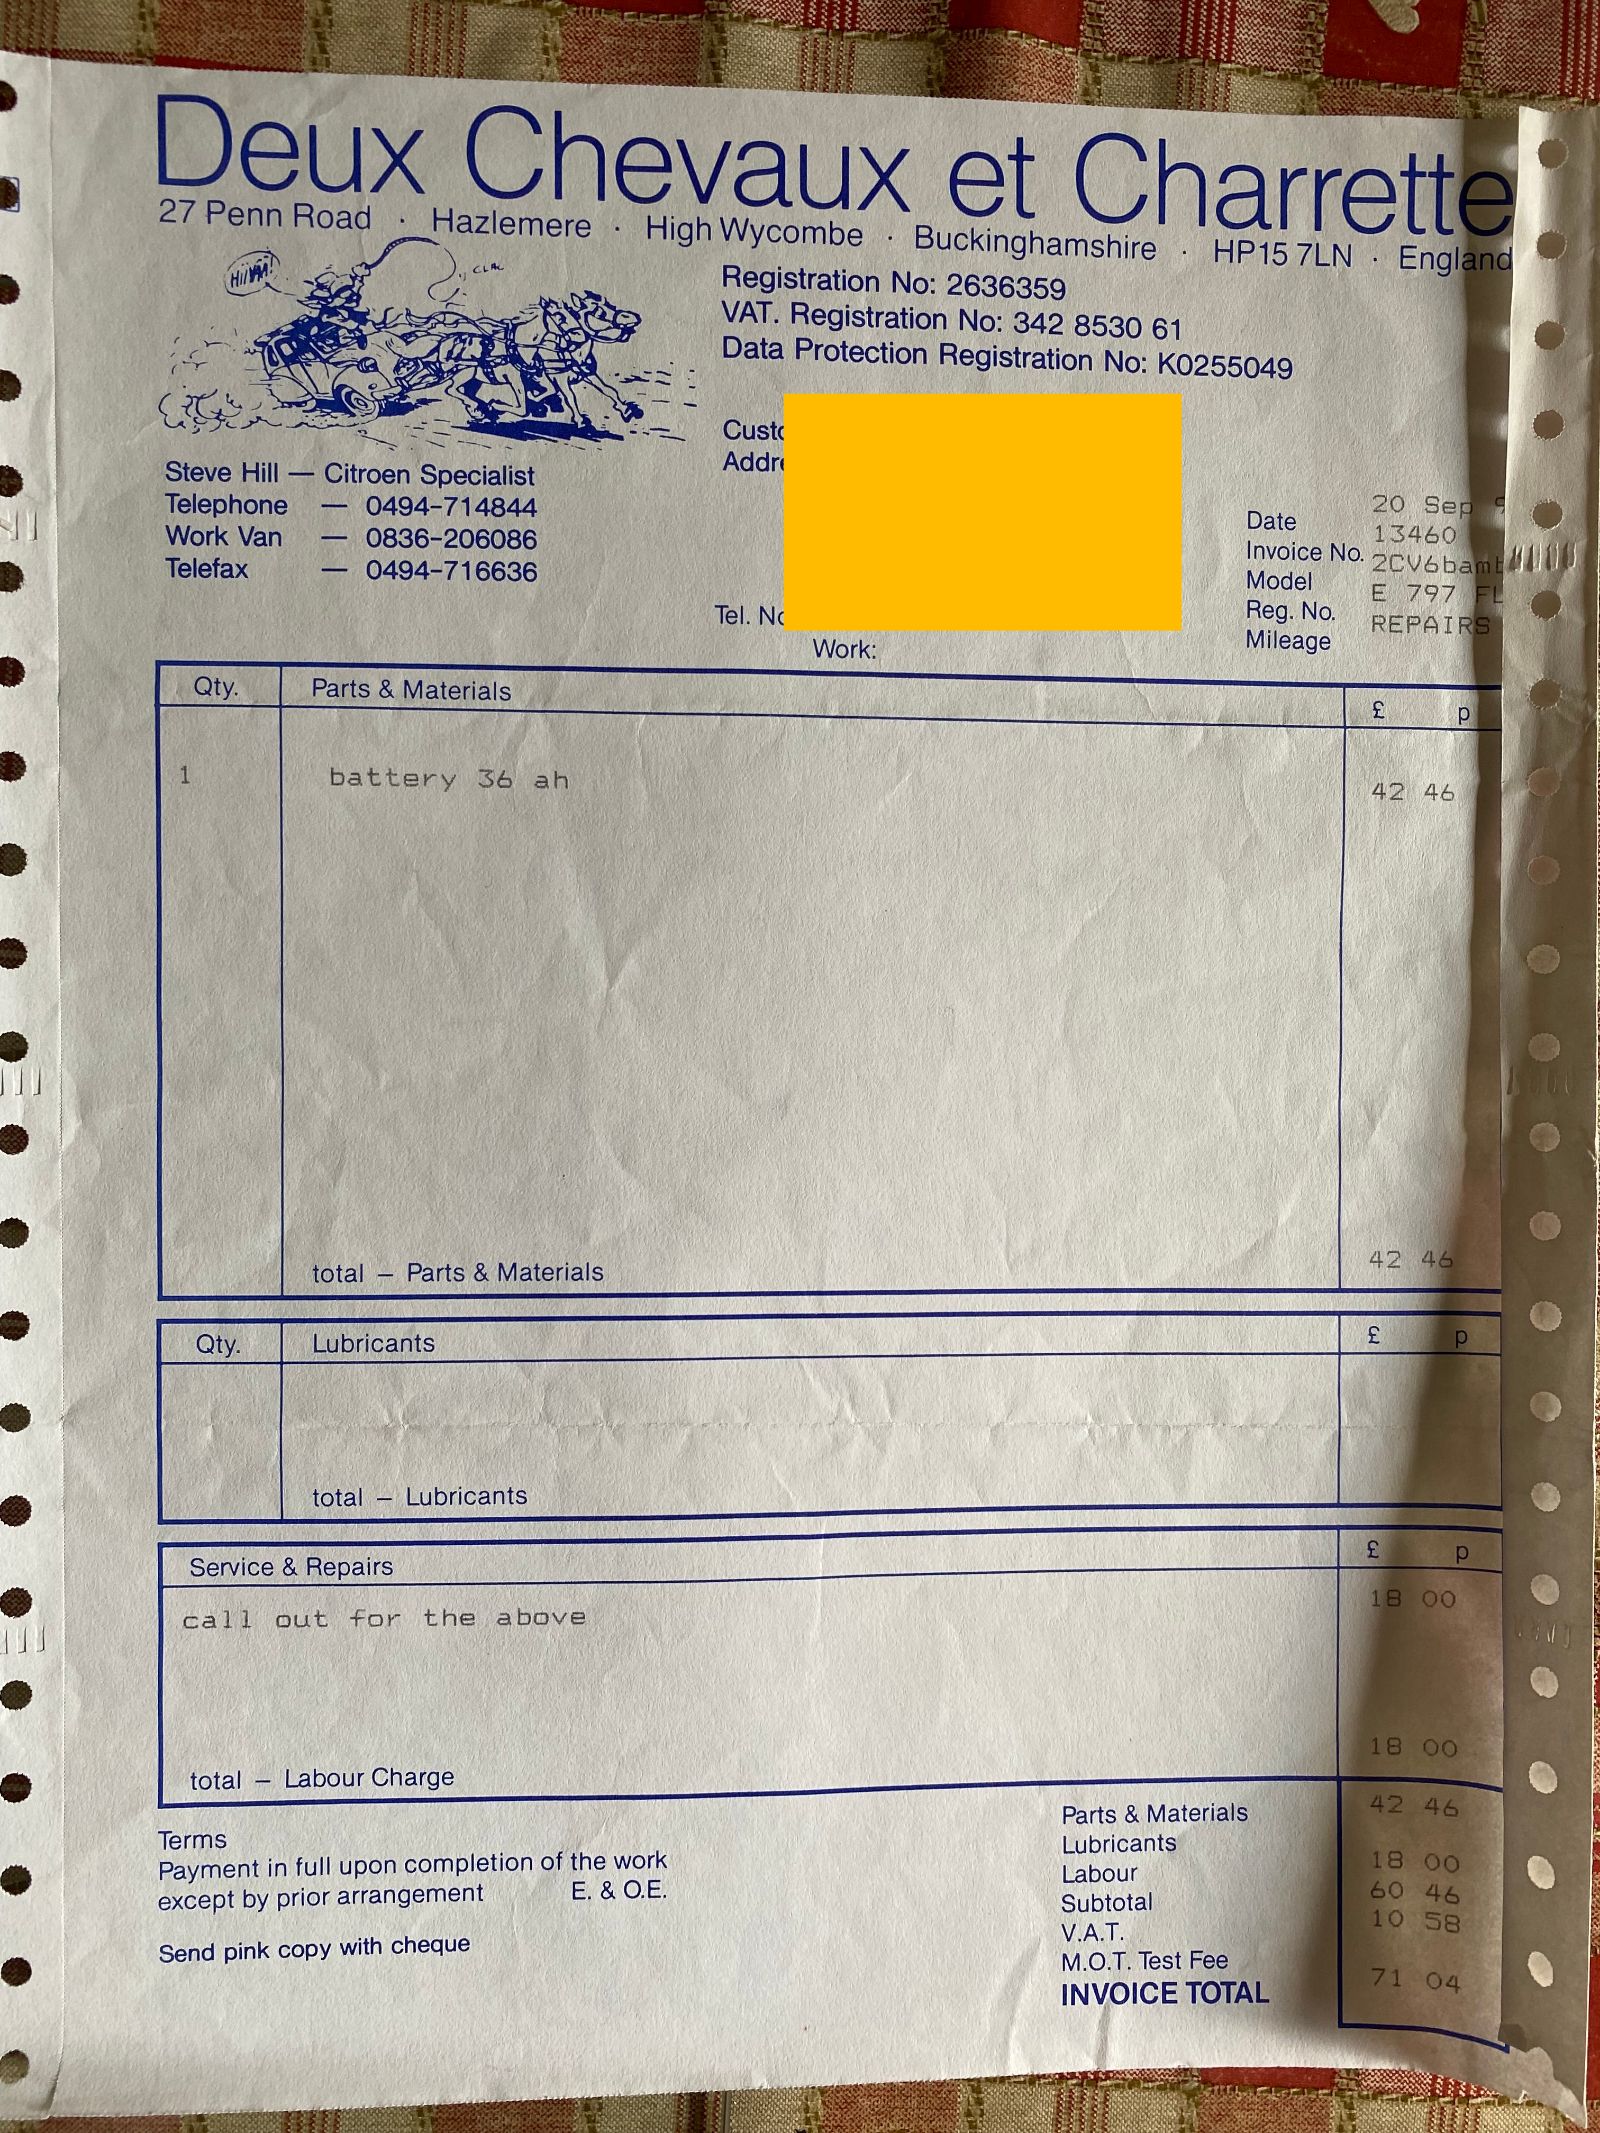 Deux Chevaux et Charrette
27 Penn Road · Hazlemere · High Wycombe · Buckinghamshire · HP15 7LN · England
HIIYAA!
CLAC
Registration No: 2636359
VAT. Registration No: 342 8530 61
Data Protection Registration No: K0255049
Steve Hill — Citroen Specialist
Telephone — 0494-714844
Work Van — 0836-206086
Telefax — 0494-716636
Tel.
Work:
Date 20 Sep
Invoice No. 13460
Model 2CV6bamb
Reg. No. E 797 FL
Mileage REPAIRS
Qty. Parts & Materials £ p
1 battery 36 ah 42 46
total – Parts & Materials 42 46
Qty. Lubricants £ p
total – Lubricants
Service & Repairs £ p
call out for the above 18 00
total – Labour Charge 18 00
Terms
Payment in full upon completion of the work
except by prior arrangement E. & O.E.
Send pink copy with cheque
Parts & Materials 42 46
Lubricants
Labour 18 00
Subtotal 60 46
V.A.T. 10 58
M.O.T. Test Fee
INVOICE TOTAL 71 04